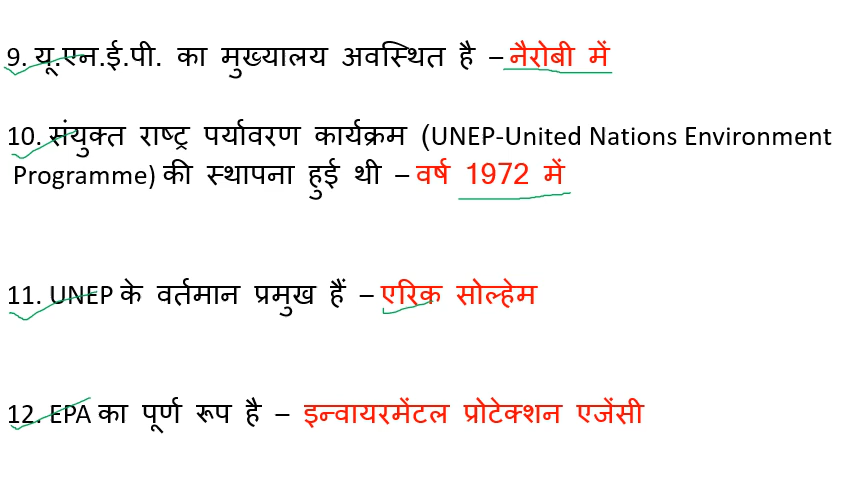 9. यू.एन.ई.पी. का मुख्यालय अवस्थित है – नैरोबी में
10. संयुक्त राष्ट्र पर्यावरण कार्यक्रम (UNEP-United Nations Environment
Programme) की स्थापना हुई थी – वर्ष 1972 में
11. UNEP के वर्तमान प्रमुख हैं – एरिक सोल्हेम
12. EPA का पूर्ण रूप है – इन्वायरमेंटल प्रोटेक्शन एजेंसी